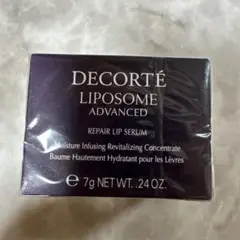 DECORTÉ
LIPOSOME
ADVANCED
REPAIR LIP SERUM
Moisture Infusing Revitalizing Concentrate
Baume Hautement Hydratant pour les Lèvres
℮ 7g NET WT. .24 OZ.